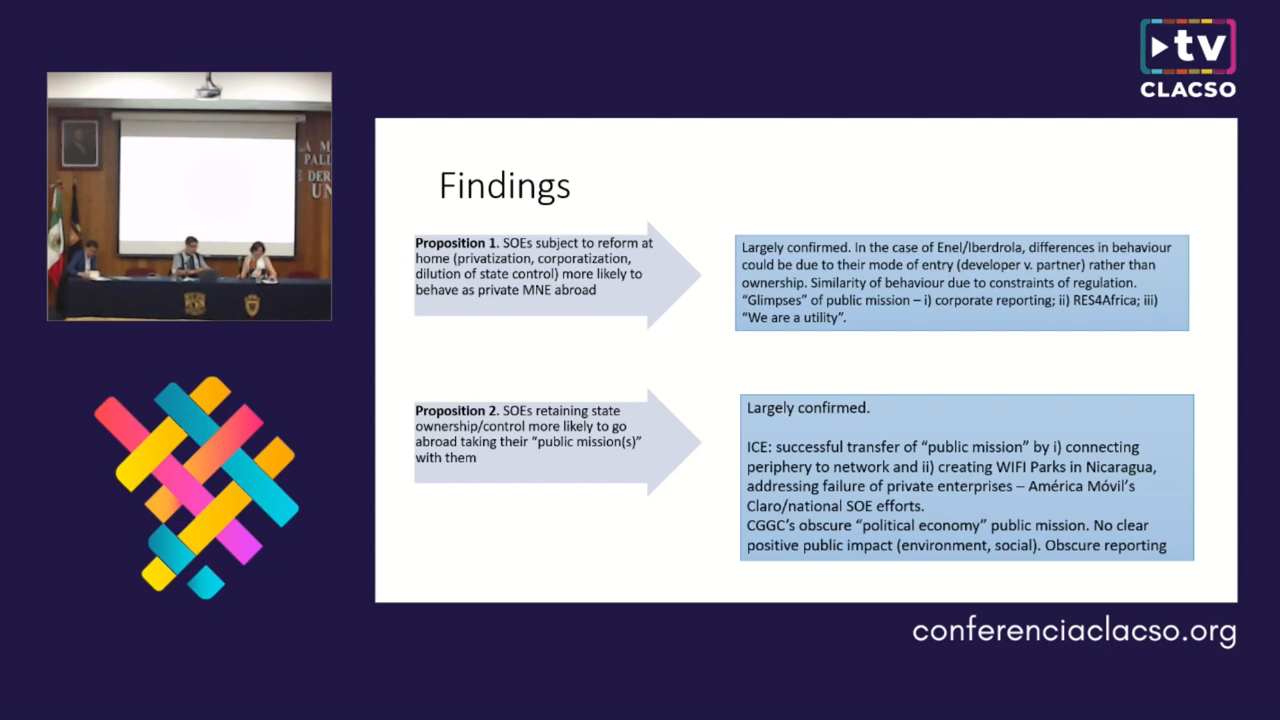 tv
CLACSO
LA M
PALL
DE DER
UN
Findings
Proposition 1. SOEs subject to reform at
home (privatization, corporatization,
dilution of state control) more likely to
behave as private MNE abroad
Largely confirmed. In the case of Enel/Iberdrola, differences in behaviour
could be due to their mode of entry (developer v. partner) rather than
ownership. Similarity of behaviour due to constraints of regulation.
“Glimpses” of public mission – i) corporate reporting; ii) RES4Africa; iii)
“We are a utility”.
Proposition 2. SOEs retaining state
ownership/control more likely to go
abroad taking their “public mission(s)”
with them
Largely confirmed.
ICE: successful transfer of “public mission” by i) connecting
periphery to network and ii) creating WIFI Parks in Nicaragua,
addressing failure of private enterprises – América Móvil’s
Claro/national SOE efforts.
CGGC’s obscure “political economy” public mission. No clear
positive public impact (environment, social). Obscure reporting
conferenciaclacso.org